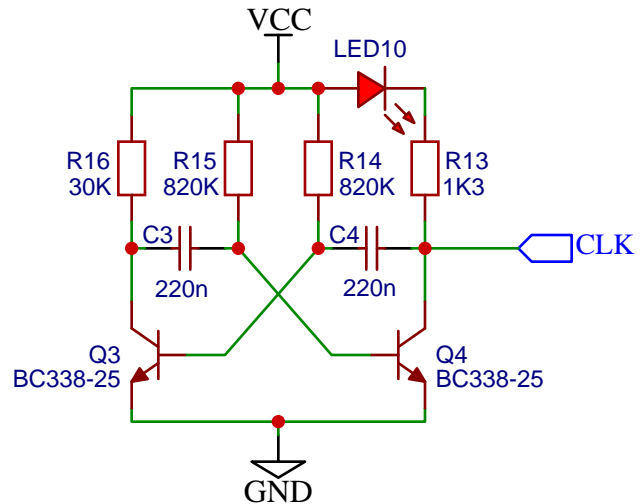 VCC
LED10
R16
30K
R15
820K
R14
820K
R13
1K3
C3
220n
C4
220n
CLK
Q3
BC338-25
Q4
BC338-25
GND